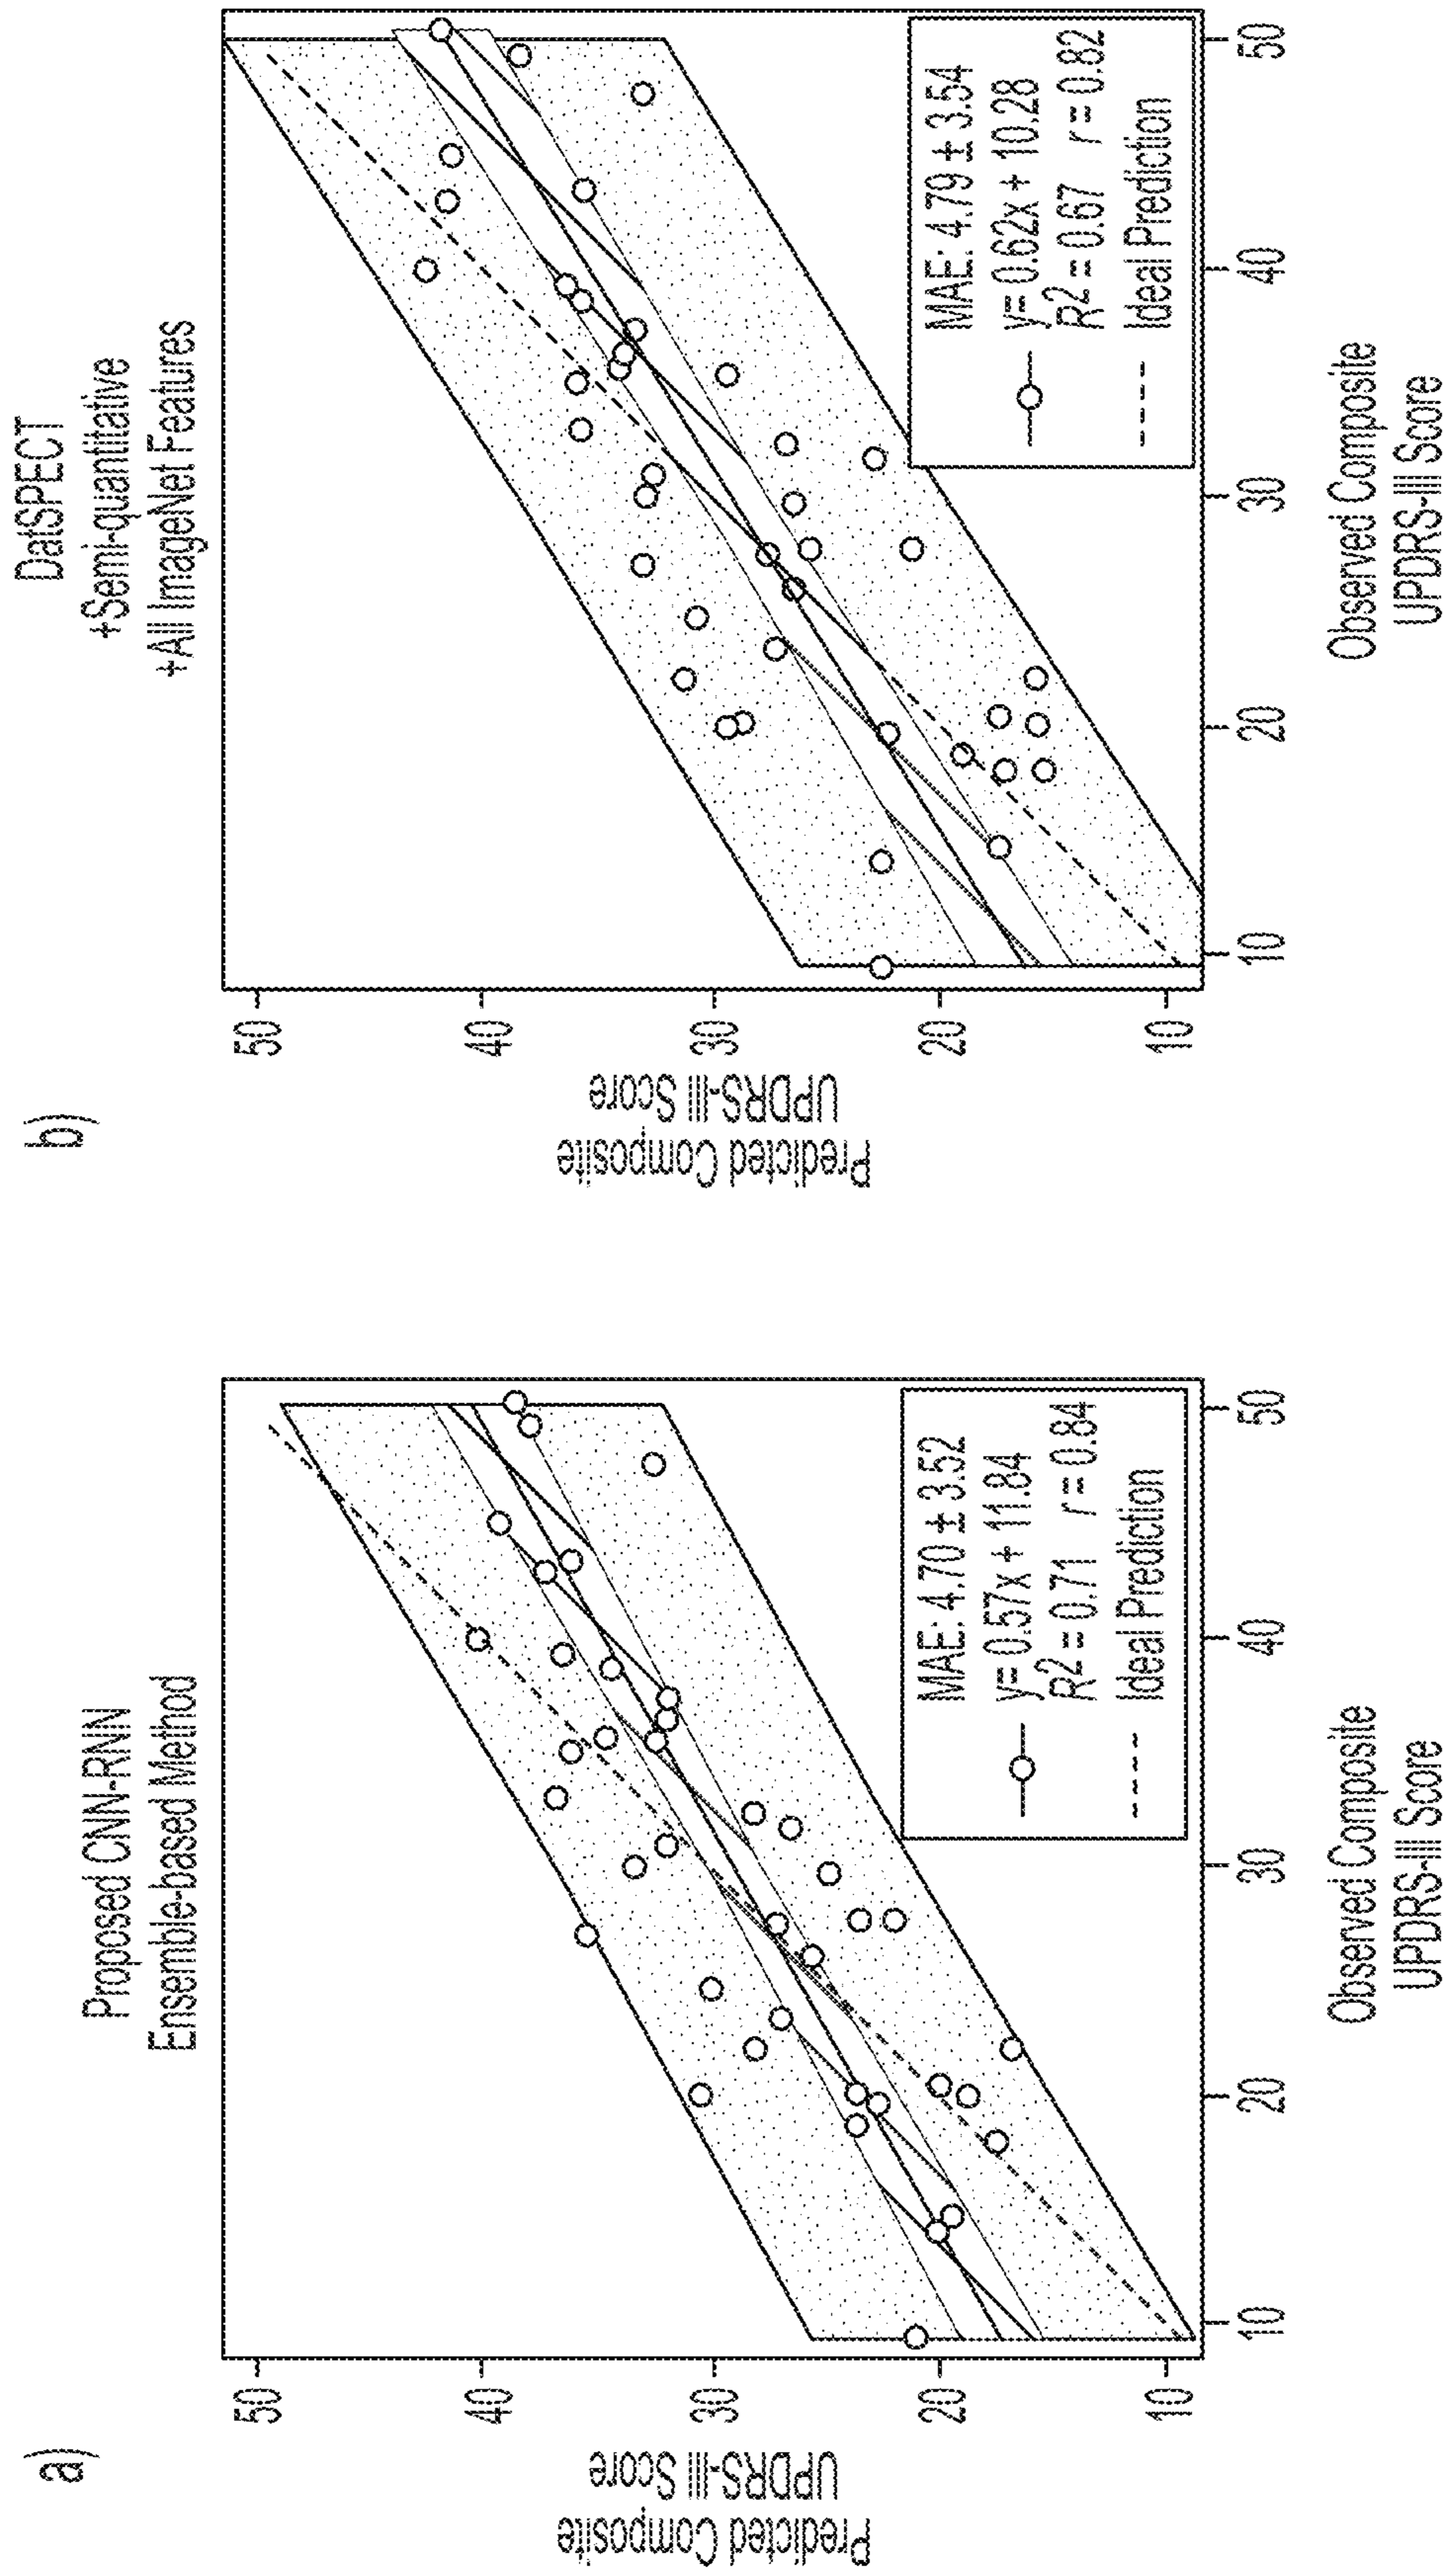 a)
Proposed CNN-RNN
Ensemble-based Method
Predicted Composite
UPDRS-III Score
50
40
30
20
10
MAE: 4.70 ± 3.52
y= 0.57x + 11.84
R2 = 0.71 r = 0.84
Ideal Prediction
10
20
30
40
50
Observed Composite
UPDRS-III Score
b)
DatSPECT
+Semi-quantitative
+All ImageNet Features
Predicted Composite
UPDRS-III Score
50
40
30
20
10
MAE: 4.79 ± 3.54
y= 0.62x + 10.28
R2 = 0.67 r = 0.82
Ideal Prediction
10
20
30
40
50
Observed Composite
UPDRS-III Score